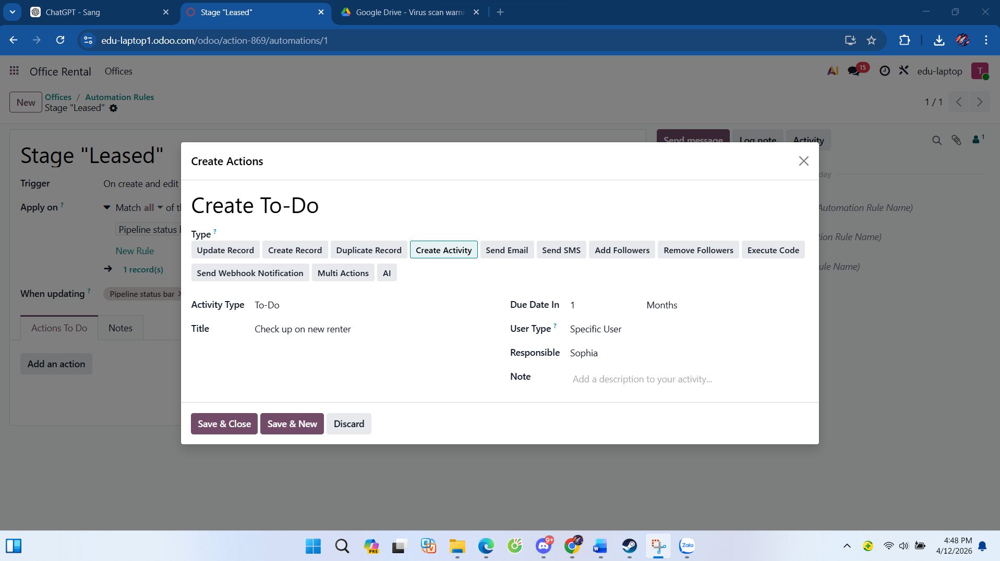 ChatGPT - Sang
Stage "Leased"
Google Drive - Virus scan warni
edu-laptop1.odoo.com/odoo/action-869/automations/1
Office Rental Offices
AI 15 edu-laptop T
New Offices / Automation Rules
Stage "Leased"
1 / 1
Send message Log note Activity
1
Stage "Leased"
Create Actions
day
Trigger On create and edit
Create To-Do
Apply on ? Match all of th
Automation Rule Name)
Pipeline status b
Type ?
tion Rule Name)
Update Record Create Record Duplicate Record Create Activity Send Email Send SMS Add Followers Remove Followers Execute Code
New Rule
1 record(s)
ule Name)
Send Webhook Notification Multi Actions AI
When updating ? Pipeline status bar
Activity Type To-Do
Due Date In 1 Months
Actions To Do Notes
Title Check up on new renter
User Type ? Specific User
Responsible Sophia
Add an action
Note Add a description to your activity...
Save & Close Save & New Discard
PRE
9+
W
Zalo
4:48 PM
4/12/2026